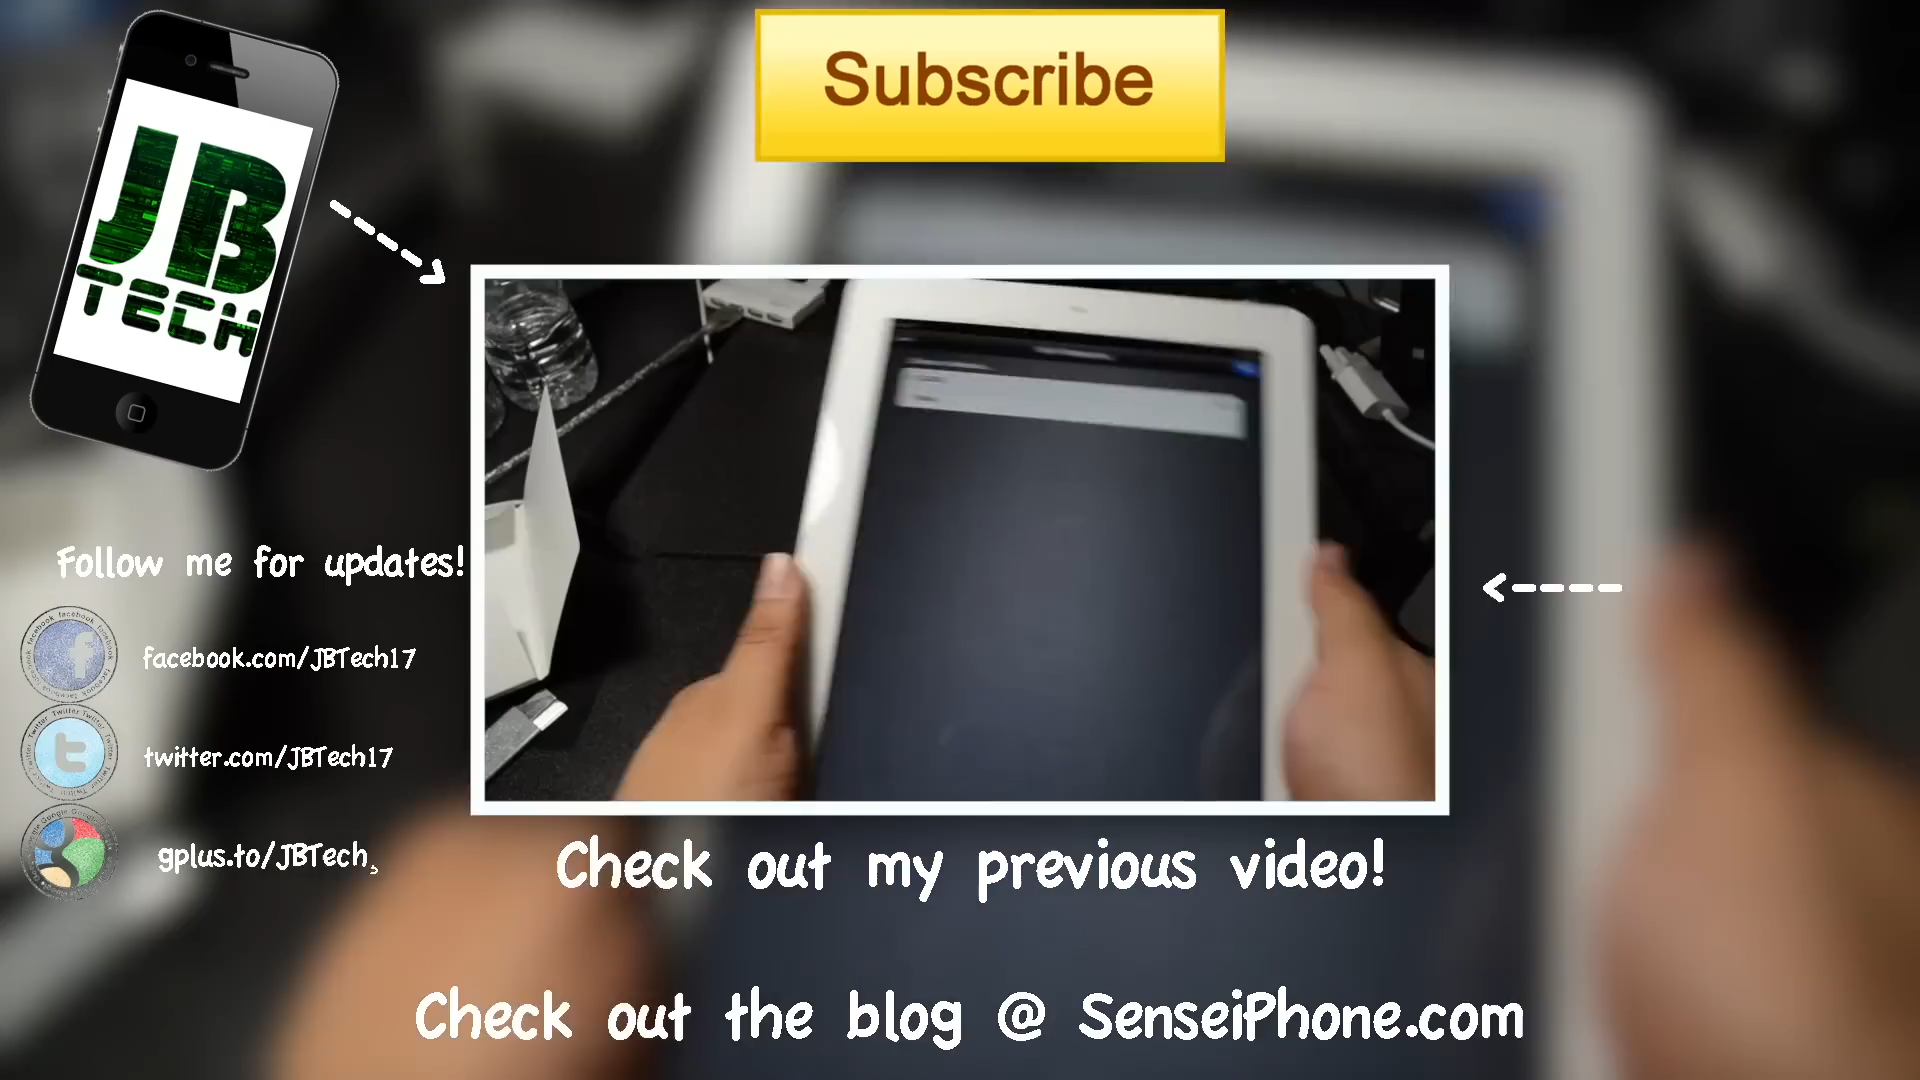 Subscribe
JB
TECH
Follow me for updates!
facebook.com/JBTech17
twitter.com/JBTech17
gplus.to/JBTech,
Check out my previous video!
Check out the blog @ SenseiPhone.com